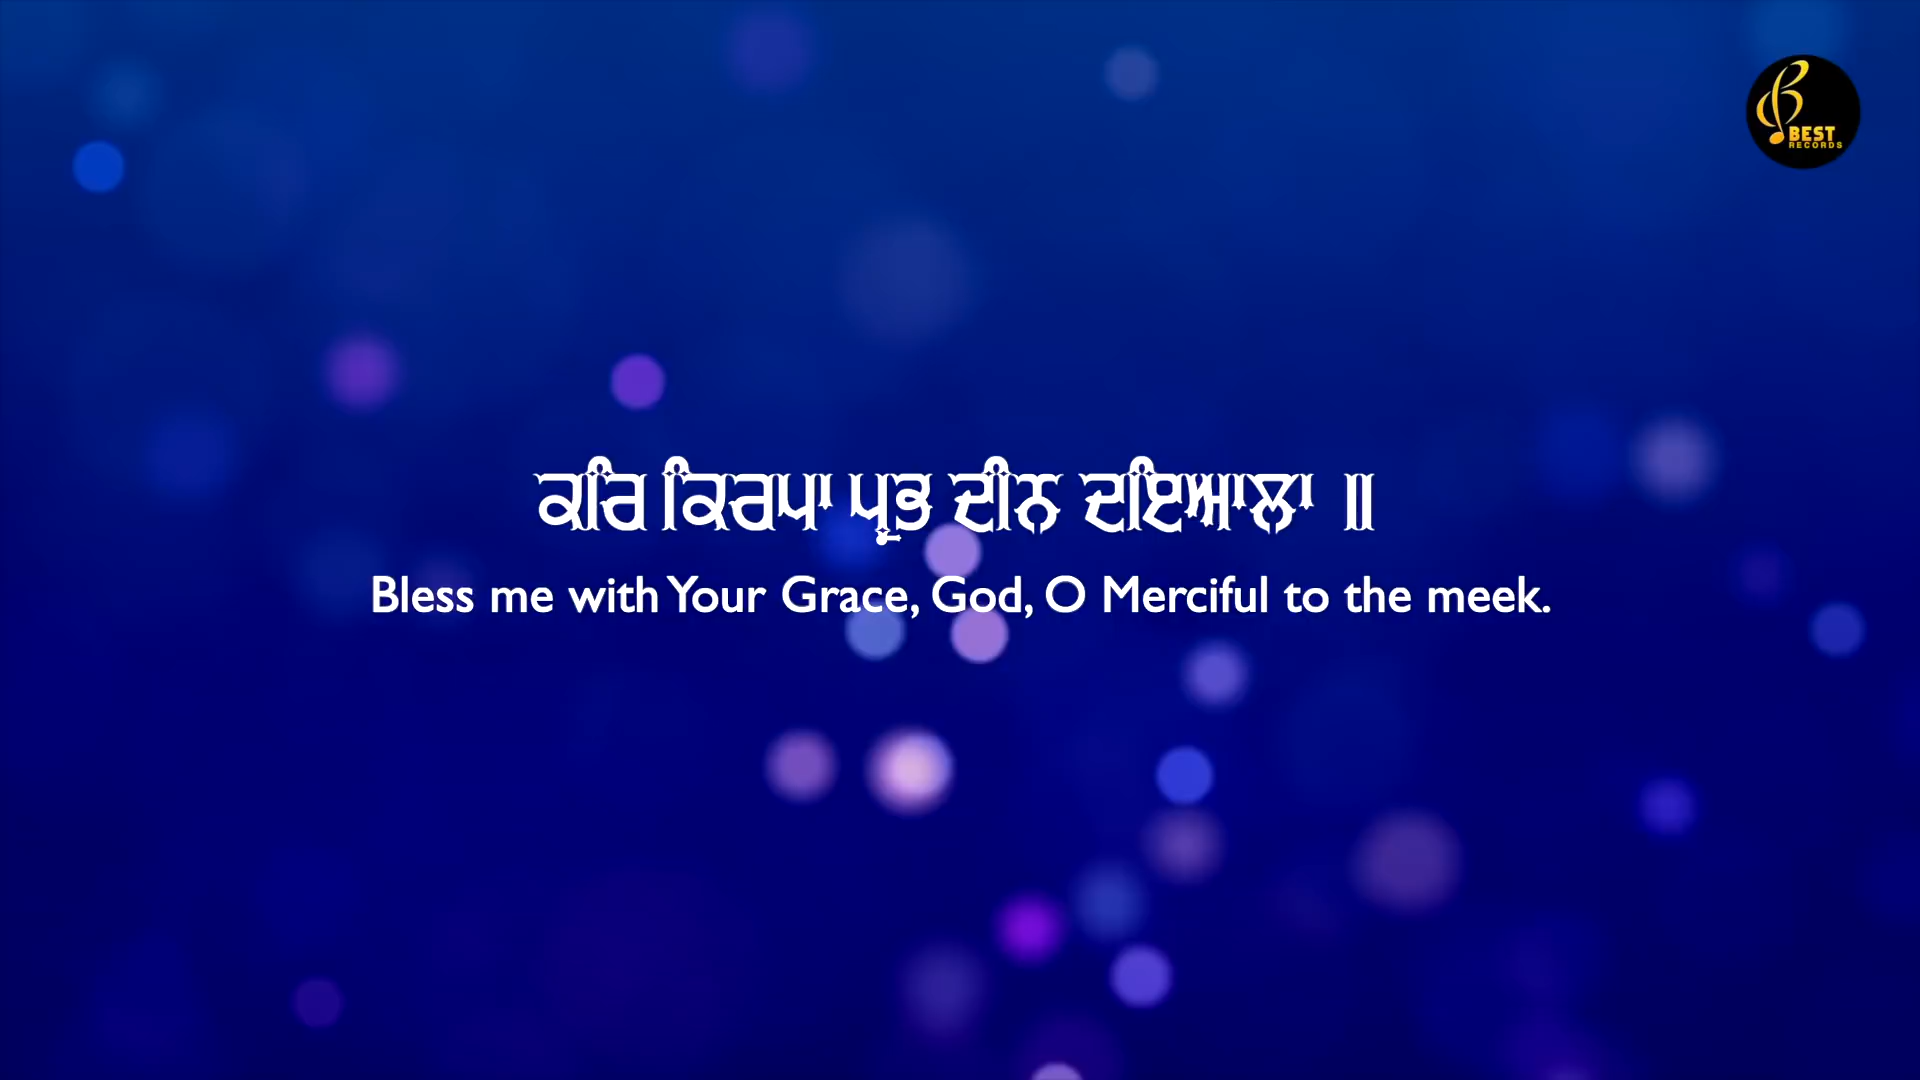 BEST
RECORDS
ਕਰਿ ਕਿਰਪਾ ਪ੍ਰਭ ਦੀਨ ਦਇਆਲਾ ॥
Bless me with Your Grace, God, O Merciful to the meek.